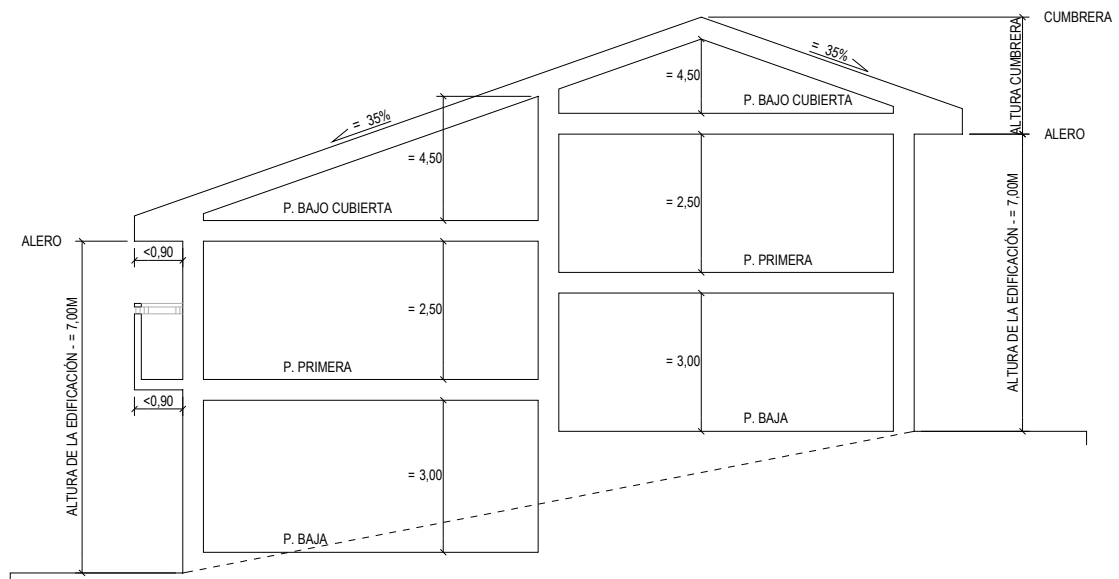 CUMBRERA
ALTURA CUMBRERA
= 35%
= 4,50
P. BAJO CUBIERTA
= 35%
ALERO
= 4,50
P. BAJO CUBIERTA
= 2,50
ALERO
<0,90
P. PRIMERA
ALTURA DE LA EDIFICACIÓN - = 7,00M
= 2,50
= 3,00
P. PRIMERA
<0,90
P. BAJA
ALTURA DE LA EDIFICACIÓN - = 7,00M
= 3,00
P. BAJA